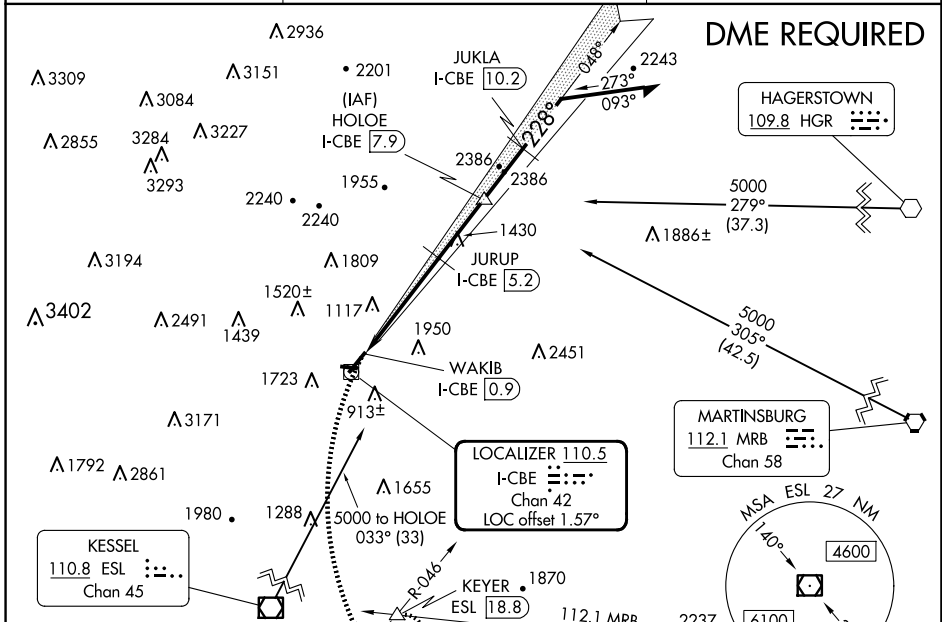 DME REQUIRED
2936
3309
3151
2201
JUKLA
I-CBE 10.2
048°
2243
273°
093°
3084
(IAF)
HOLOE
I-CBE 7.9
228°
HAGERSTOWN
109.8 HGR
2855
3284
3227
3293
1955
2386
2386
2240
2240
5000
279°
(37.3)
1430
1886±
3194
1809
JURUP
I-CBE 5.2
1520±
1117
3402
2491
1439
1950
5000
305°
(42.5)
2451
WAKIB
I-CBE 0.9
1723
913±
3171
MARTINSBURG
112.1 MRB
Chan 58
LOCALIZER 110.5
I-CBE
Chan 42
LOC offset 1.57°
1792
2861
1655
1980
1288
5000 to HOLOE
033° (33)
MSA ESL 27 NM
140°
4600
KESSEL
110.8 ESL
Chan 45
R-046
KEYER
ESL 18.8
1870
112.1 MRB
2237
6100